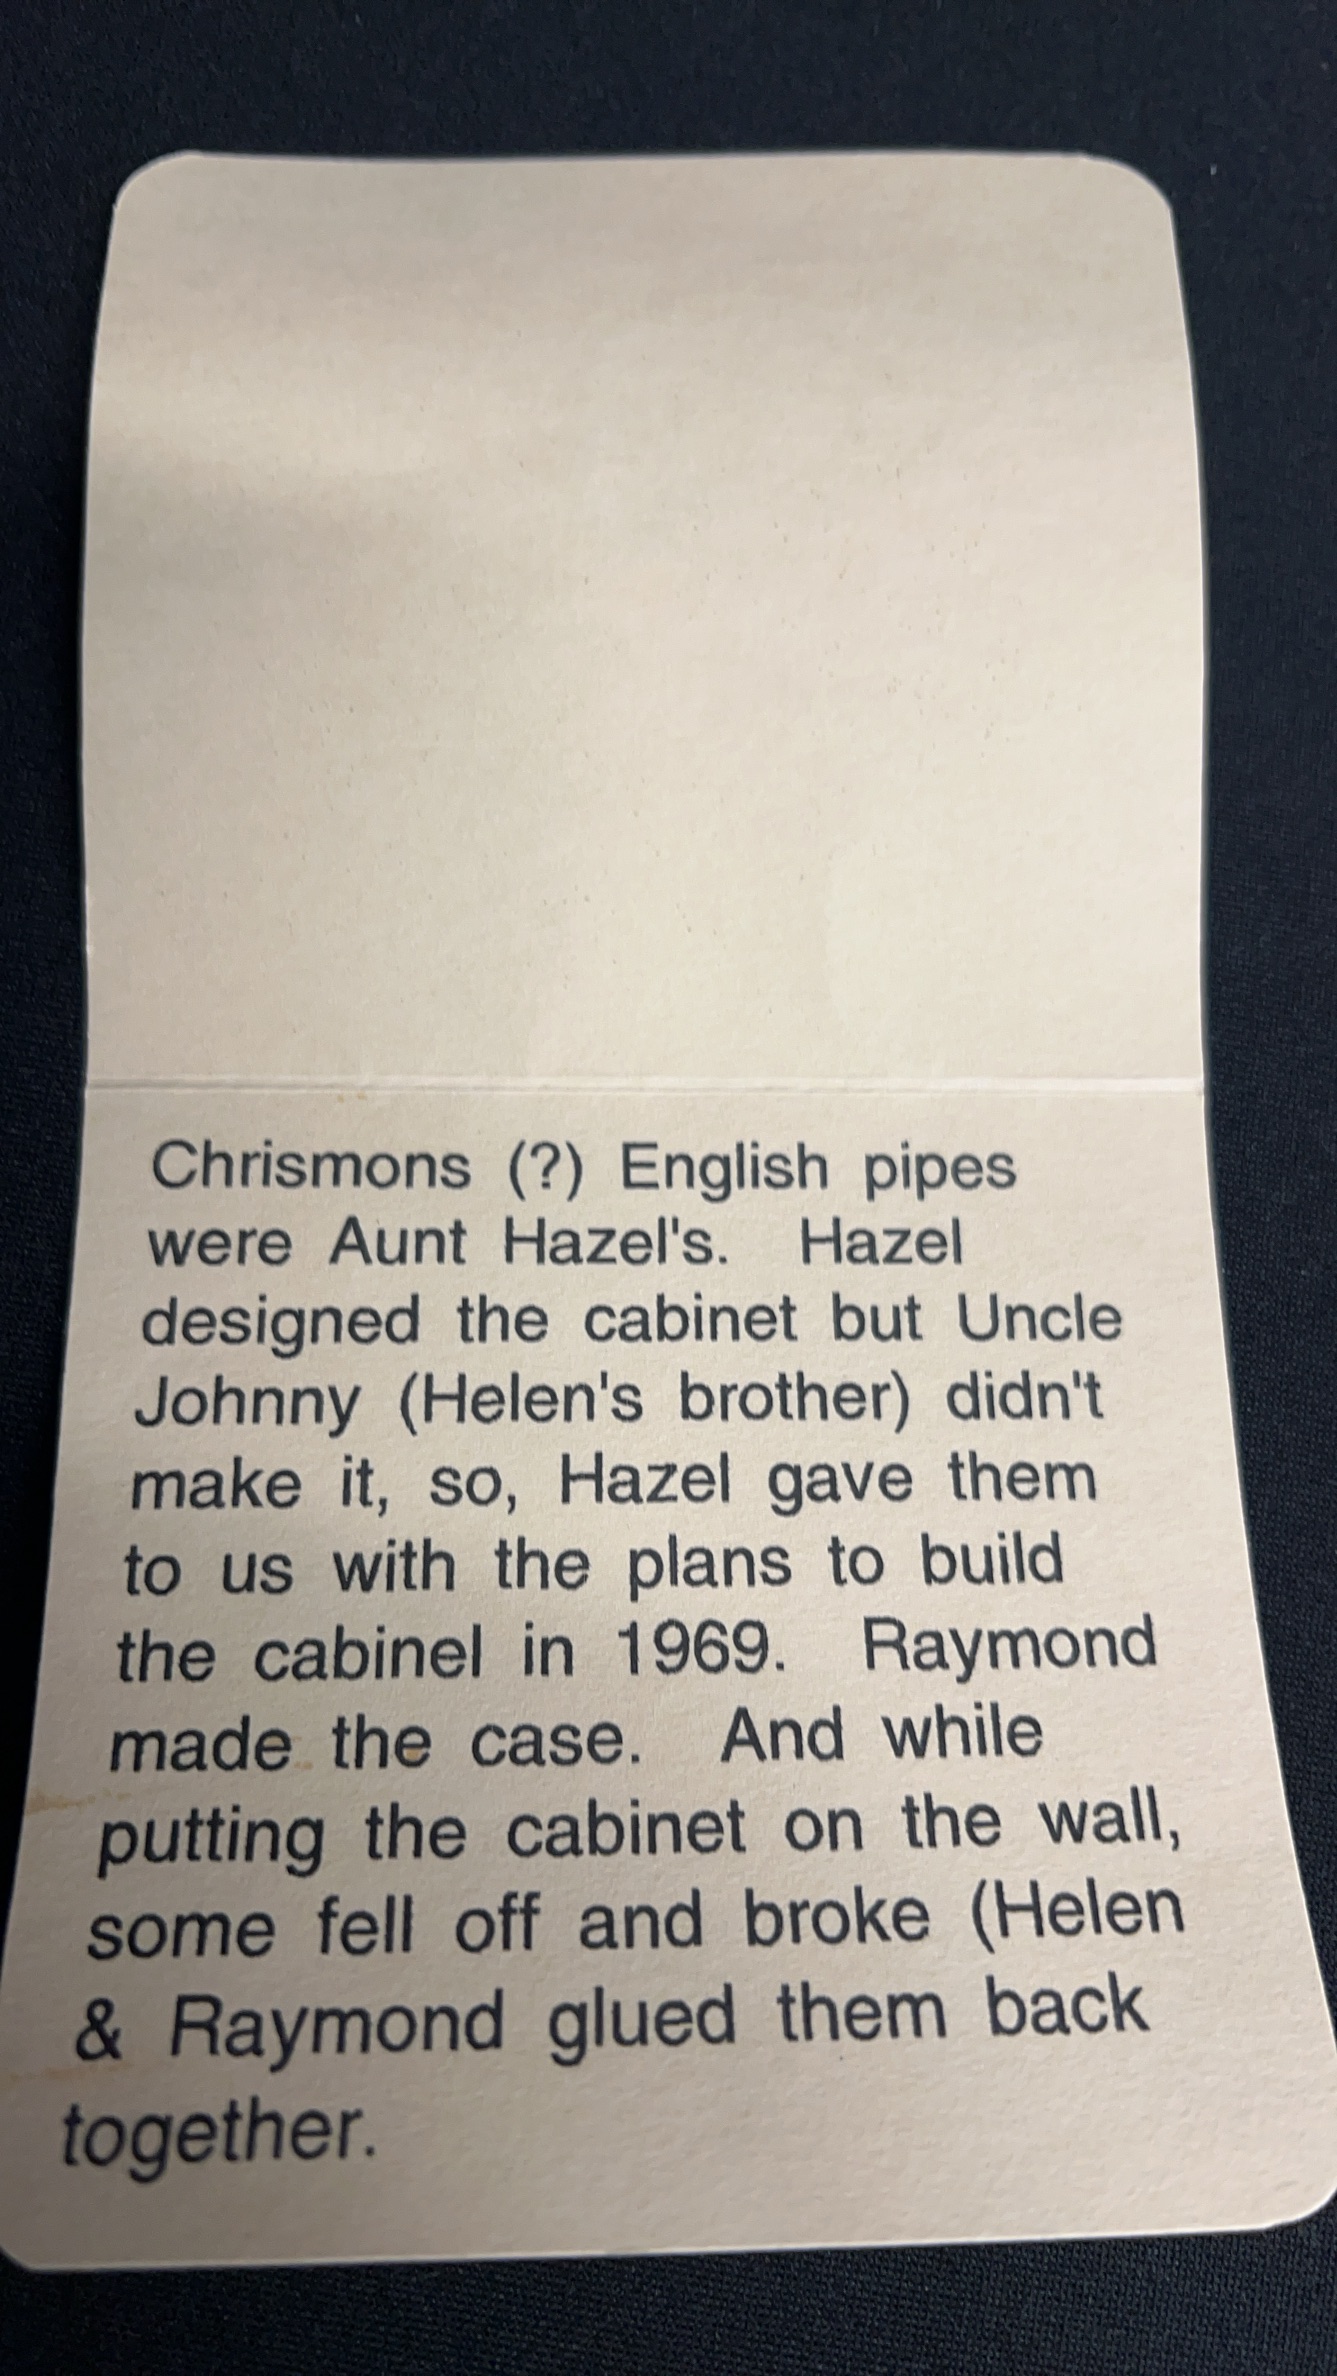 Chrismons (?) English pipes
were Aunt Hazel's. Hazel
designed the cabinet but Uncle
Johnny (Helen's brother) didn't
make it, so, Hazel gave them
to us with the plans to build
the cabinel in 1969. Raymond
made the case. And while
putting the cabinet on the wall,
some fell off and broke (Helen
& Raymond glued them back
together.